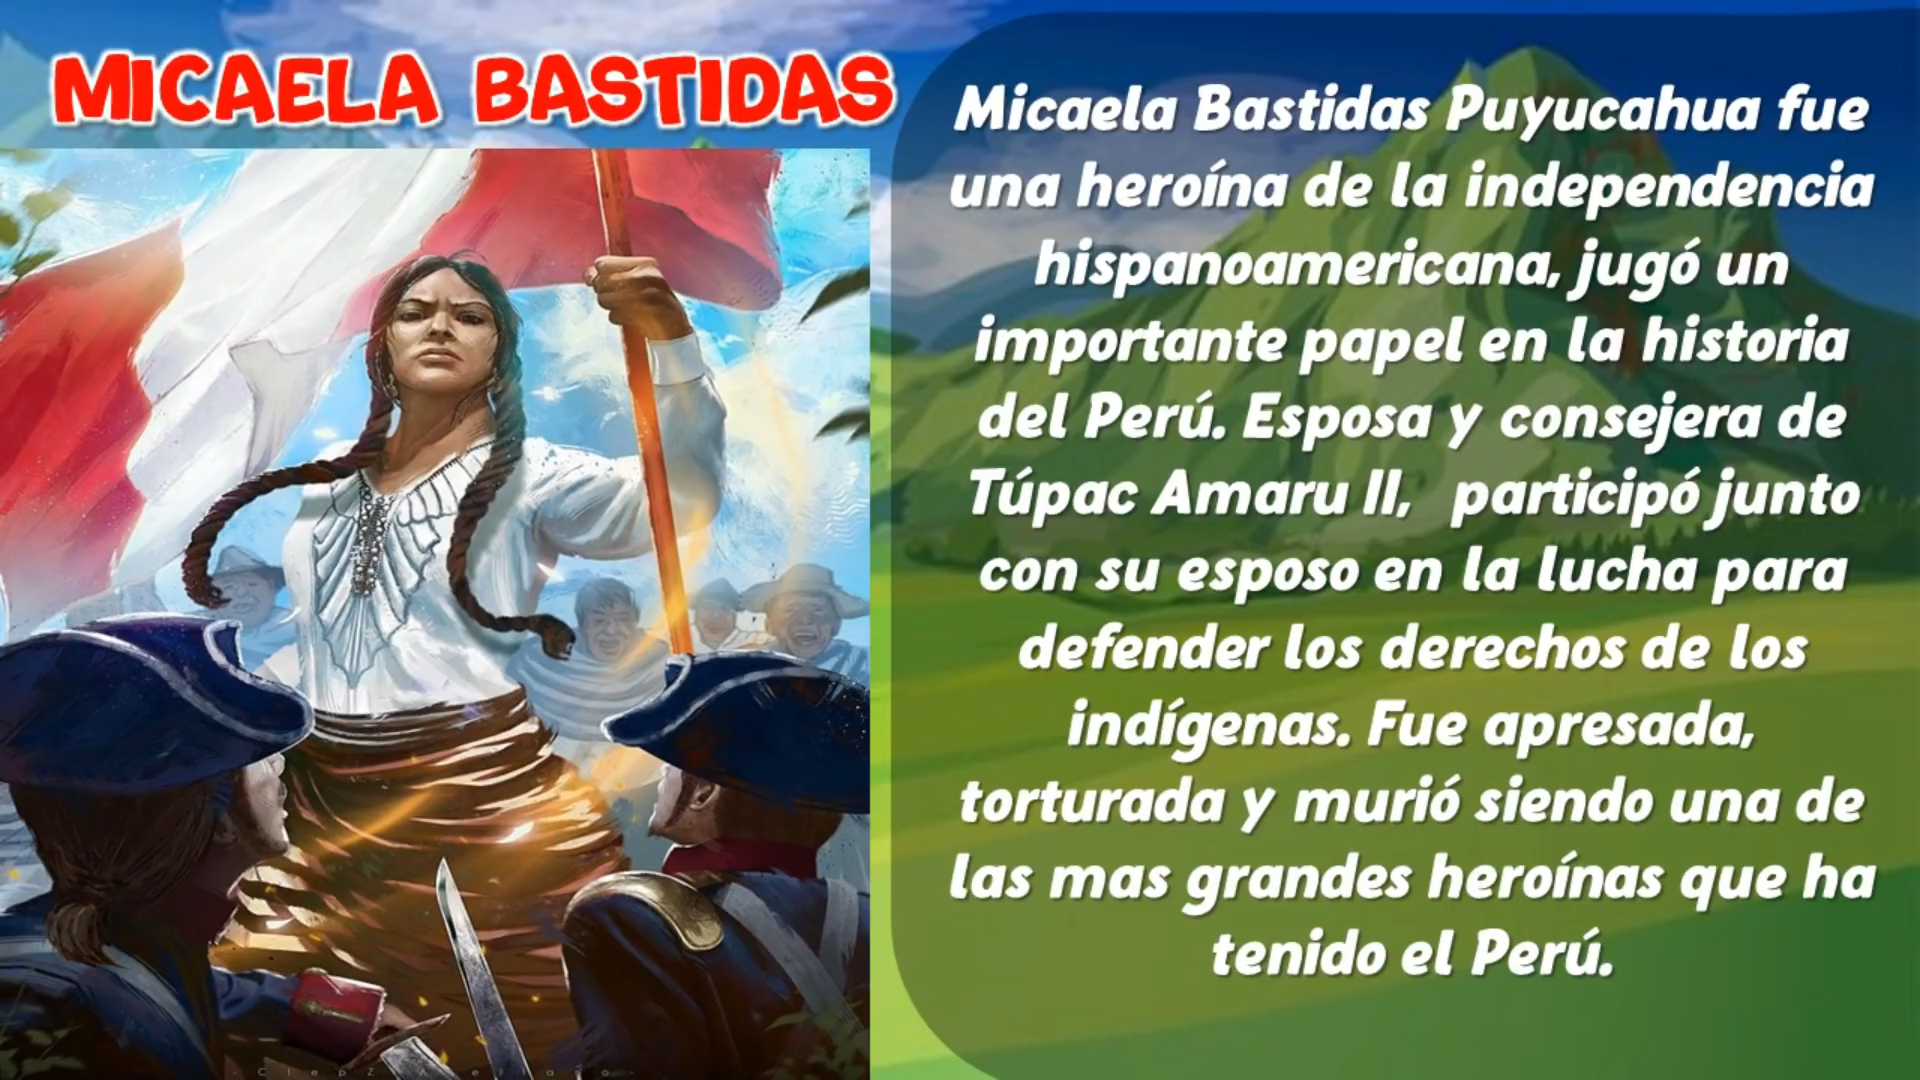 MICAELA BASTIDAS
Micaela Bastidas Puyucahua fue
una heroína de la independencia
hispanoamericana, jugó un
importante papel en la historia
del Perú. Esposa y consejera de
Túpac Amaru II, participó junto
con su esposo en la lucha para
defender los derechos de los
indígenas. Fue apresada,
torturada y murió siendo una de
las mas grandes heroínas que ha
tenido el Perú.